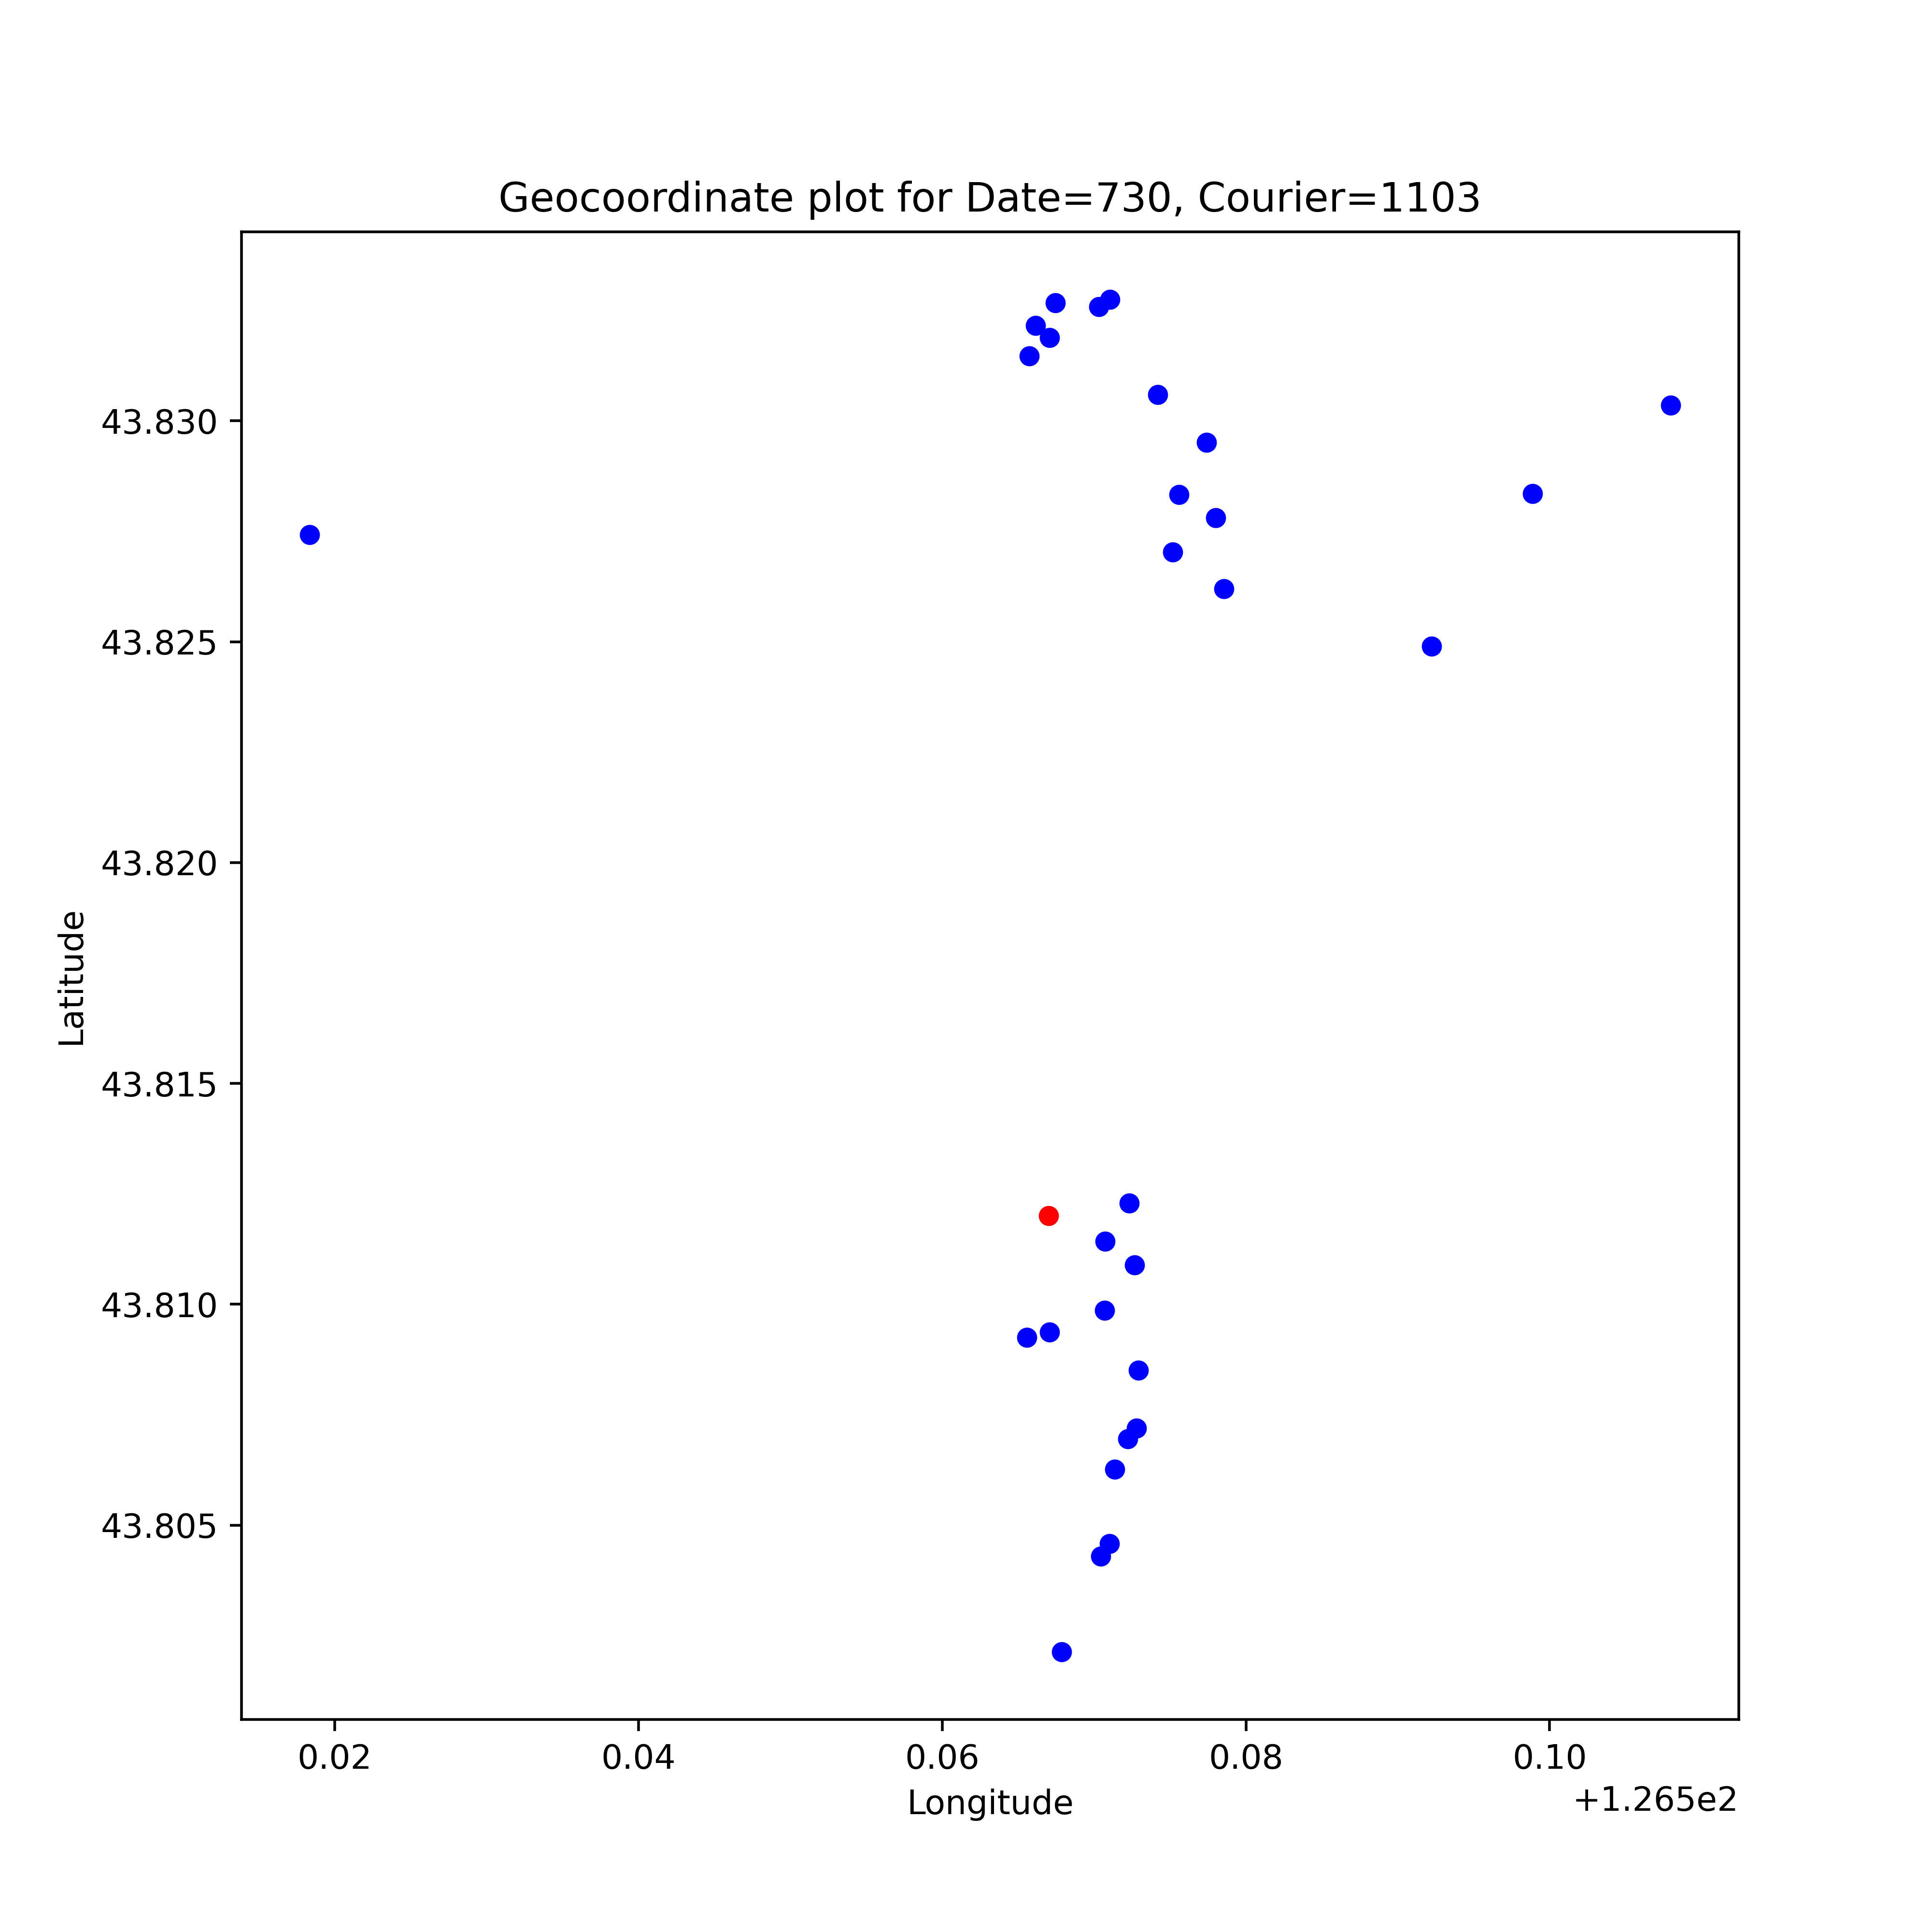 Geocoordinate plot for Date=730, Courier=1103
43.830
43.825
43.820
43.815
43.810
43.805
Latitude
0.02 0.04 0.06 0.08 0.10
Longitude
+1.265e2